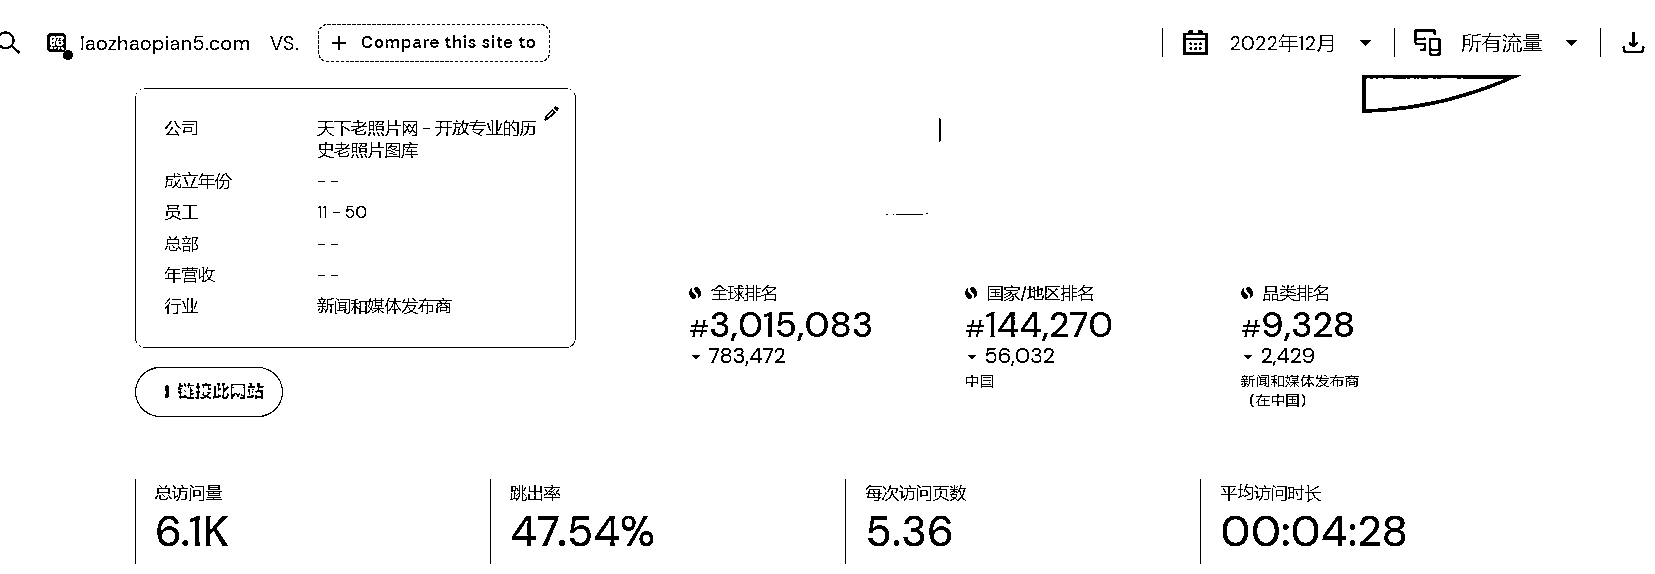 laozhaopian5.com VS. + Compare this site to 2022年12月 所有流量
公司 天下老照片网 - 开放专业的历
史老照片图库
成立年份 - -
员工 11 - 50
总部 - -
年营收 - -
行业 新闻和媒体发布商
链接此网站
全球排名 国家/地区排名 品类排名
#3,015,083 #144,270 #9,328
783,472 56,032 2,429
中国 新闻和媒体发布商
(在中国)
总访问量 跳出率 每次访问页数 平均访问时长
6.1K 47.54% 5.36 00:04:28